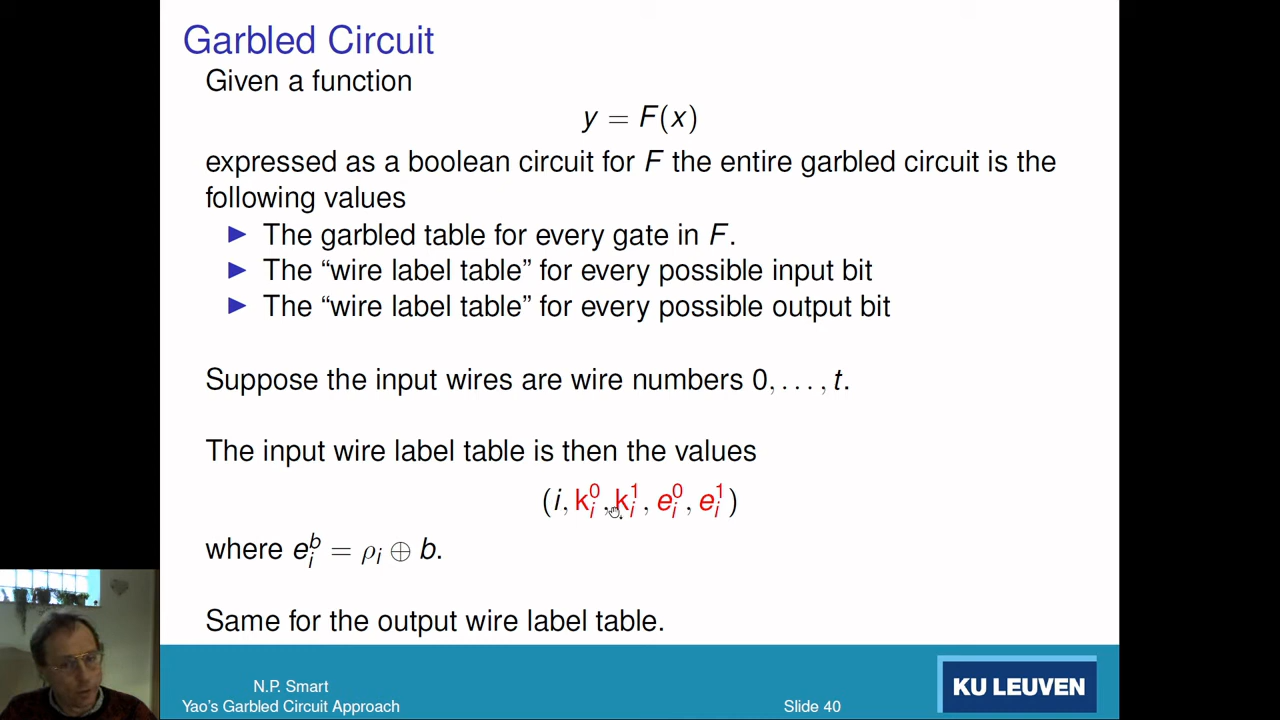 Garbled Circuit
Given a function
y = F(x)
expressed as a boolean circuit for F the entire garbled circuit is the
following values
▶ The garbled table for every gate in F.
▶ The “wire label table” for every possible input bit
▶ The “wire label table” for every possible output bit
Suppose the input wires are wire numbers 0, . . . , t.
The input wire label table is then the values
(i, k_i^0, k_i^1, e_i^0, e_i^1)
where e_i^b = ρ_i ⊕ b.
Same for the output wire label table.
N.P. Smart
Yao's Garbled Circuit Approach
Slide 40
KU LEUVEN